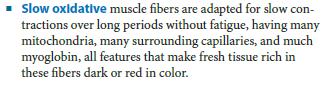 ▪ Slow oxidative muscle fibers are adapted for slow con-
tractions over long periods without fatigue, having many
mitochondria, many surrounding capillaries, and much
myoglobin, all features that make fresh tissue rich in
these fibers dark or red in color.